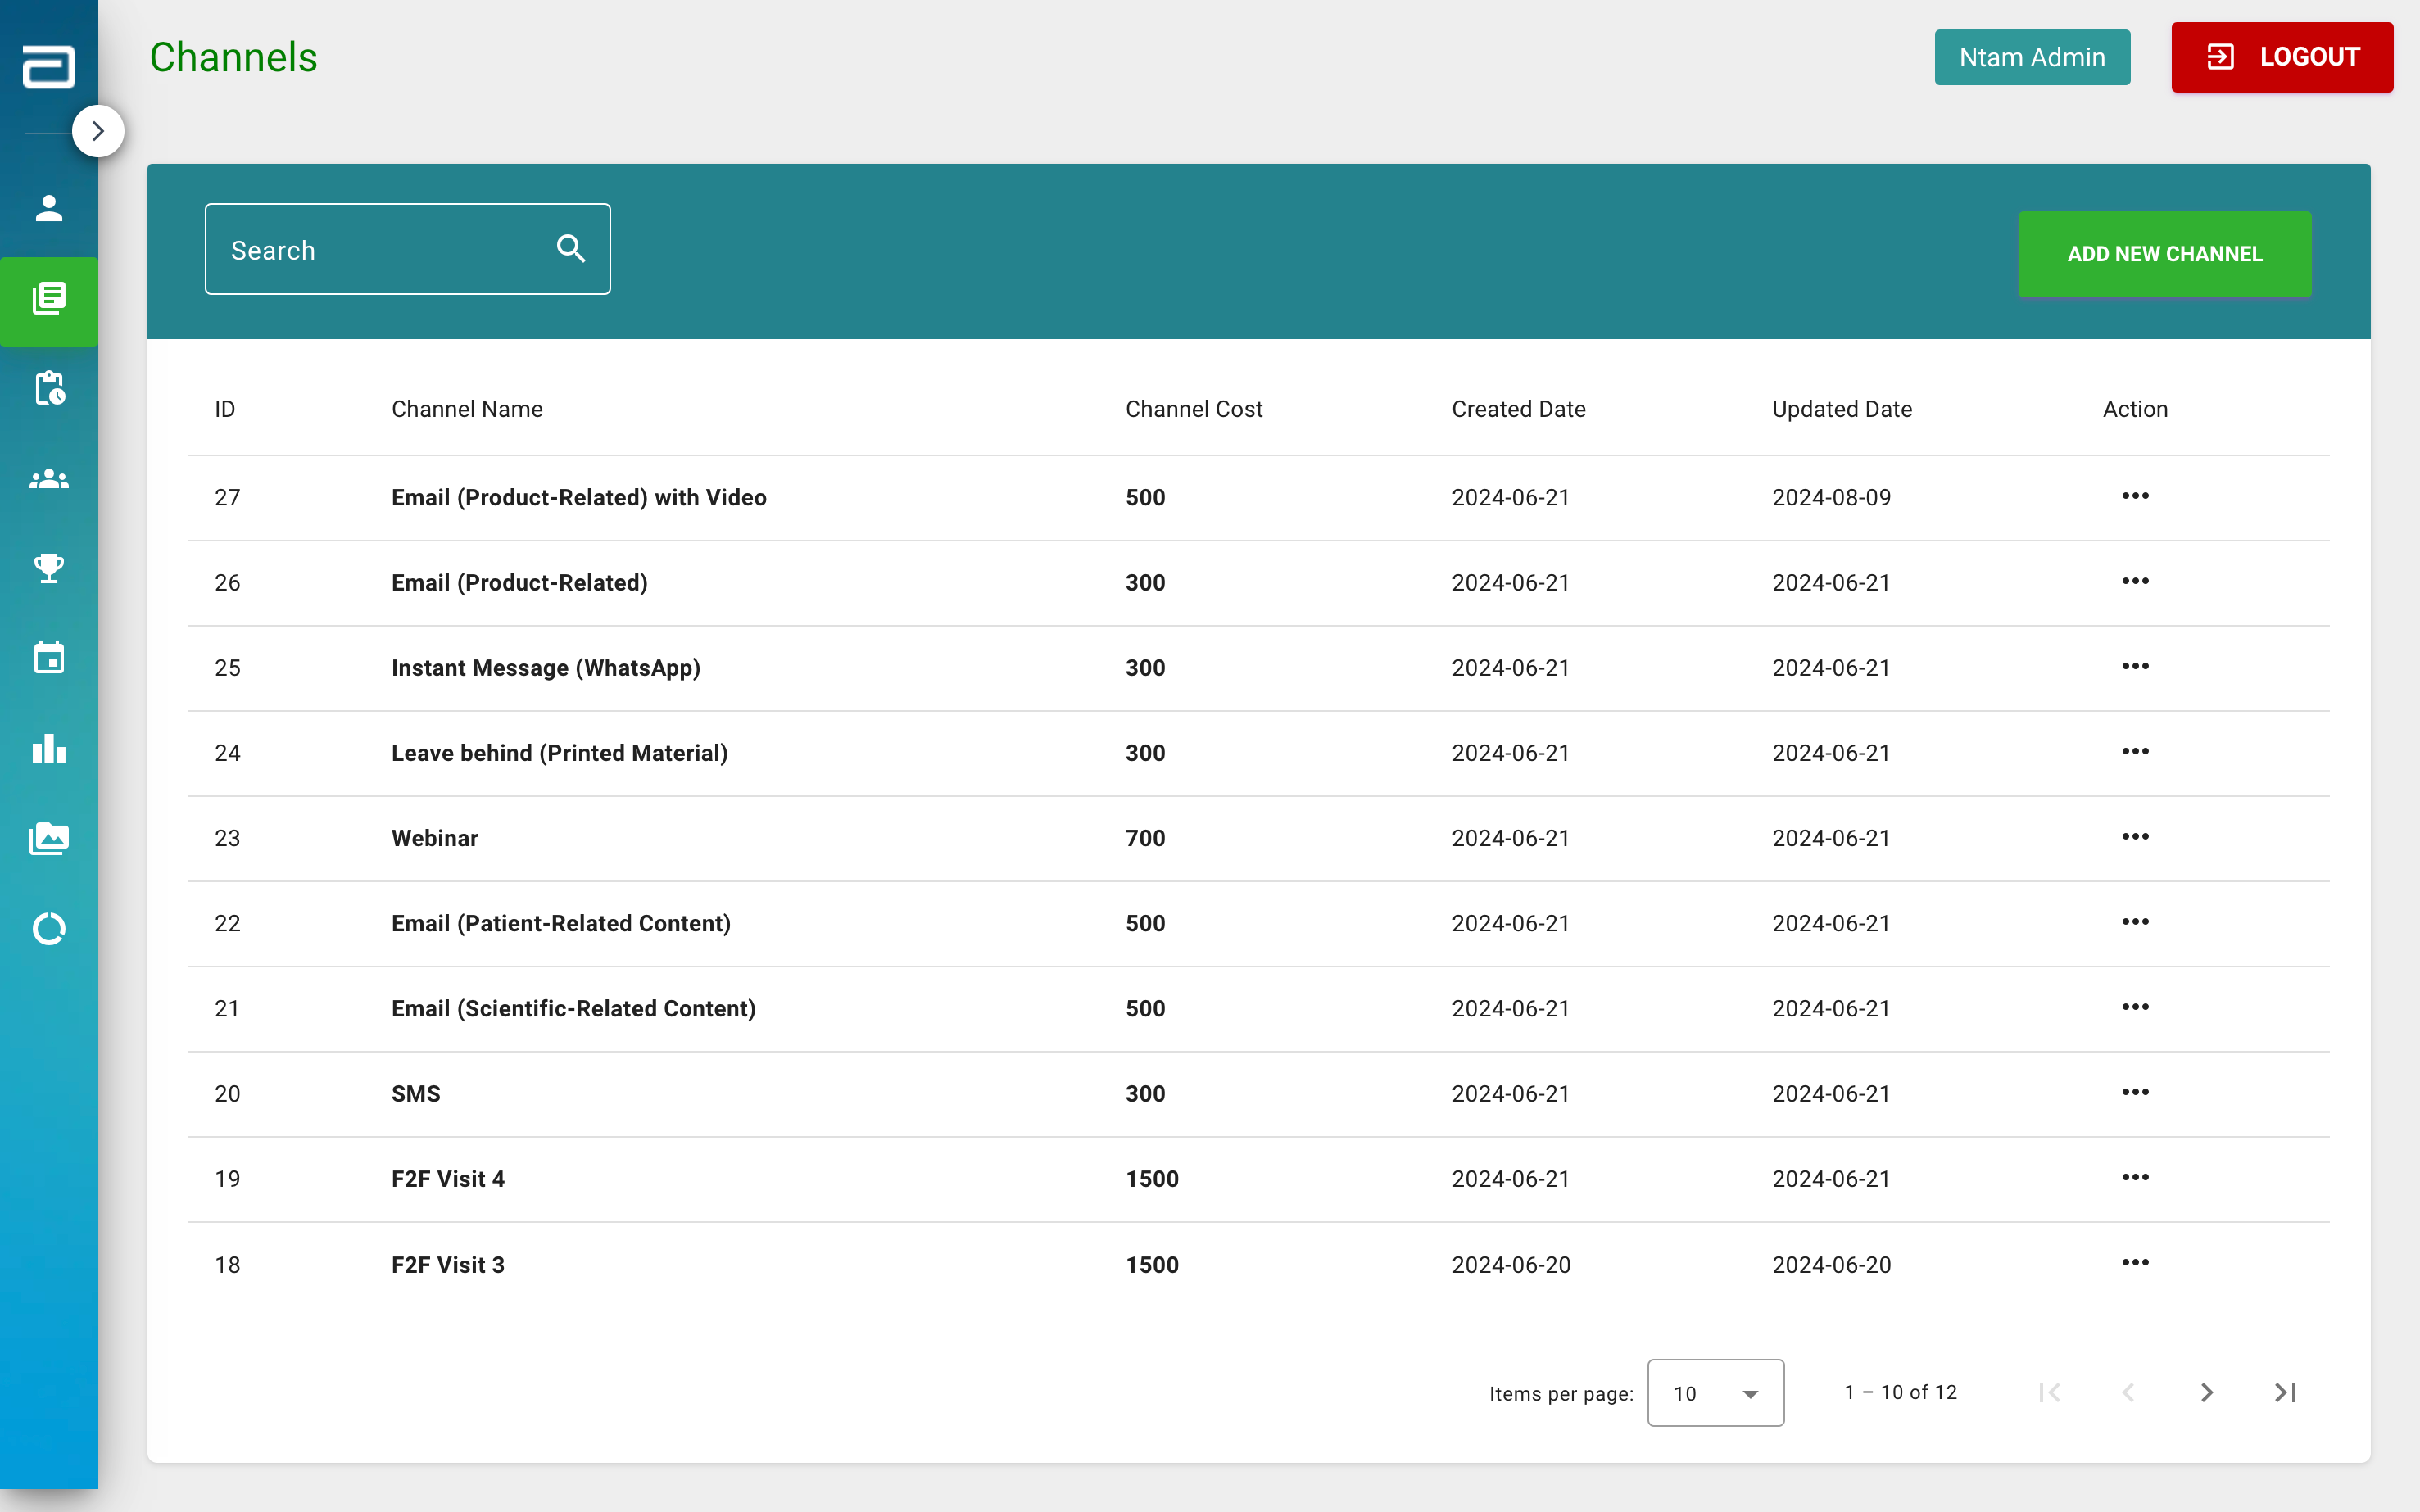 Channels
Ntam Admin
LOGOUT
Search
ADD NEW CHANNEL
ID Channel Name Channel Cost Created Date Updated Date Action
27 Email (Product-Related) with Video 500 2024-06-21 2024-08-09
26 Email (Product-Related) 300 2024-06-21 2024-06-21
25 Instant Message (WhatsApp) 300 2024-06-21 2024-06-21
24 Leave behind (Printed Material) 300 2024-06-21 2024-06-21
23 Webinar 700 2024-06-21 2024-06-21
22 Email (Patient-Related Content) 500 2024-06-21 2024-06-21
21 Email (Scientific-Related Content) 500 2024-06-21 2024-06-21
20 SMS 300 2024-06-21 2024-06-21
19 F2F Visit 4 1500 2024-06-21 2024-06-21
18 F2F Visit 3 1500 2024-06-20 2024-06-20
Items per page: 10 1 – 10 of 12